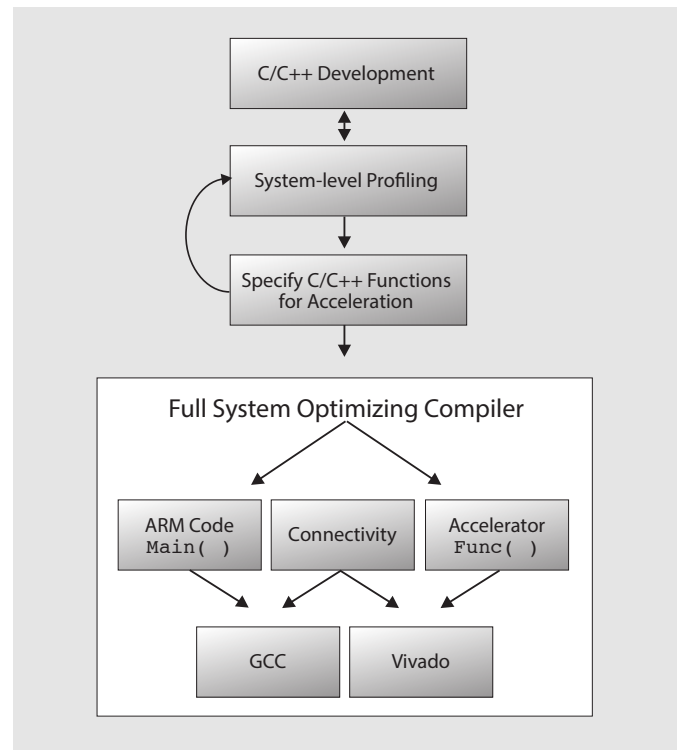 C/C++ Development
System-level Profiling
Specify C/C++ Functions
for Acceleration
Full System Optimizing Compiler
ARM Code
Main( )
Connectivity
Accelerator
Func( )
GCC
Vivado